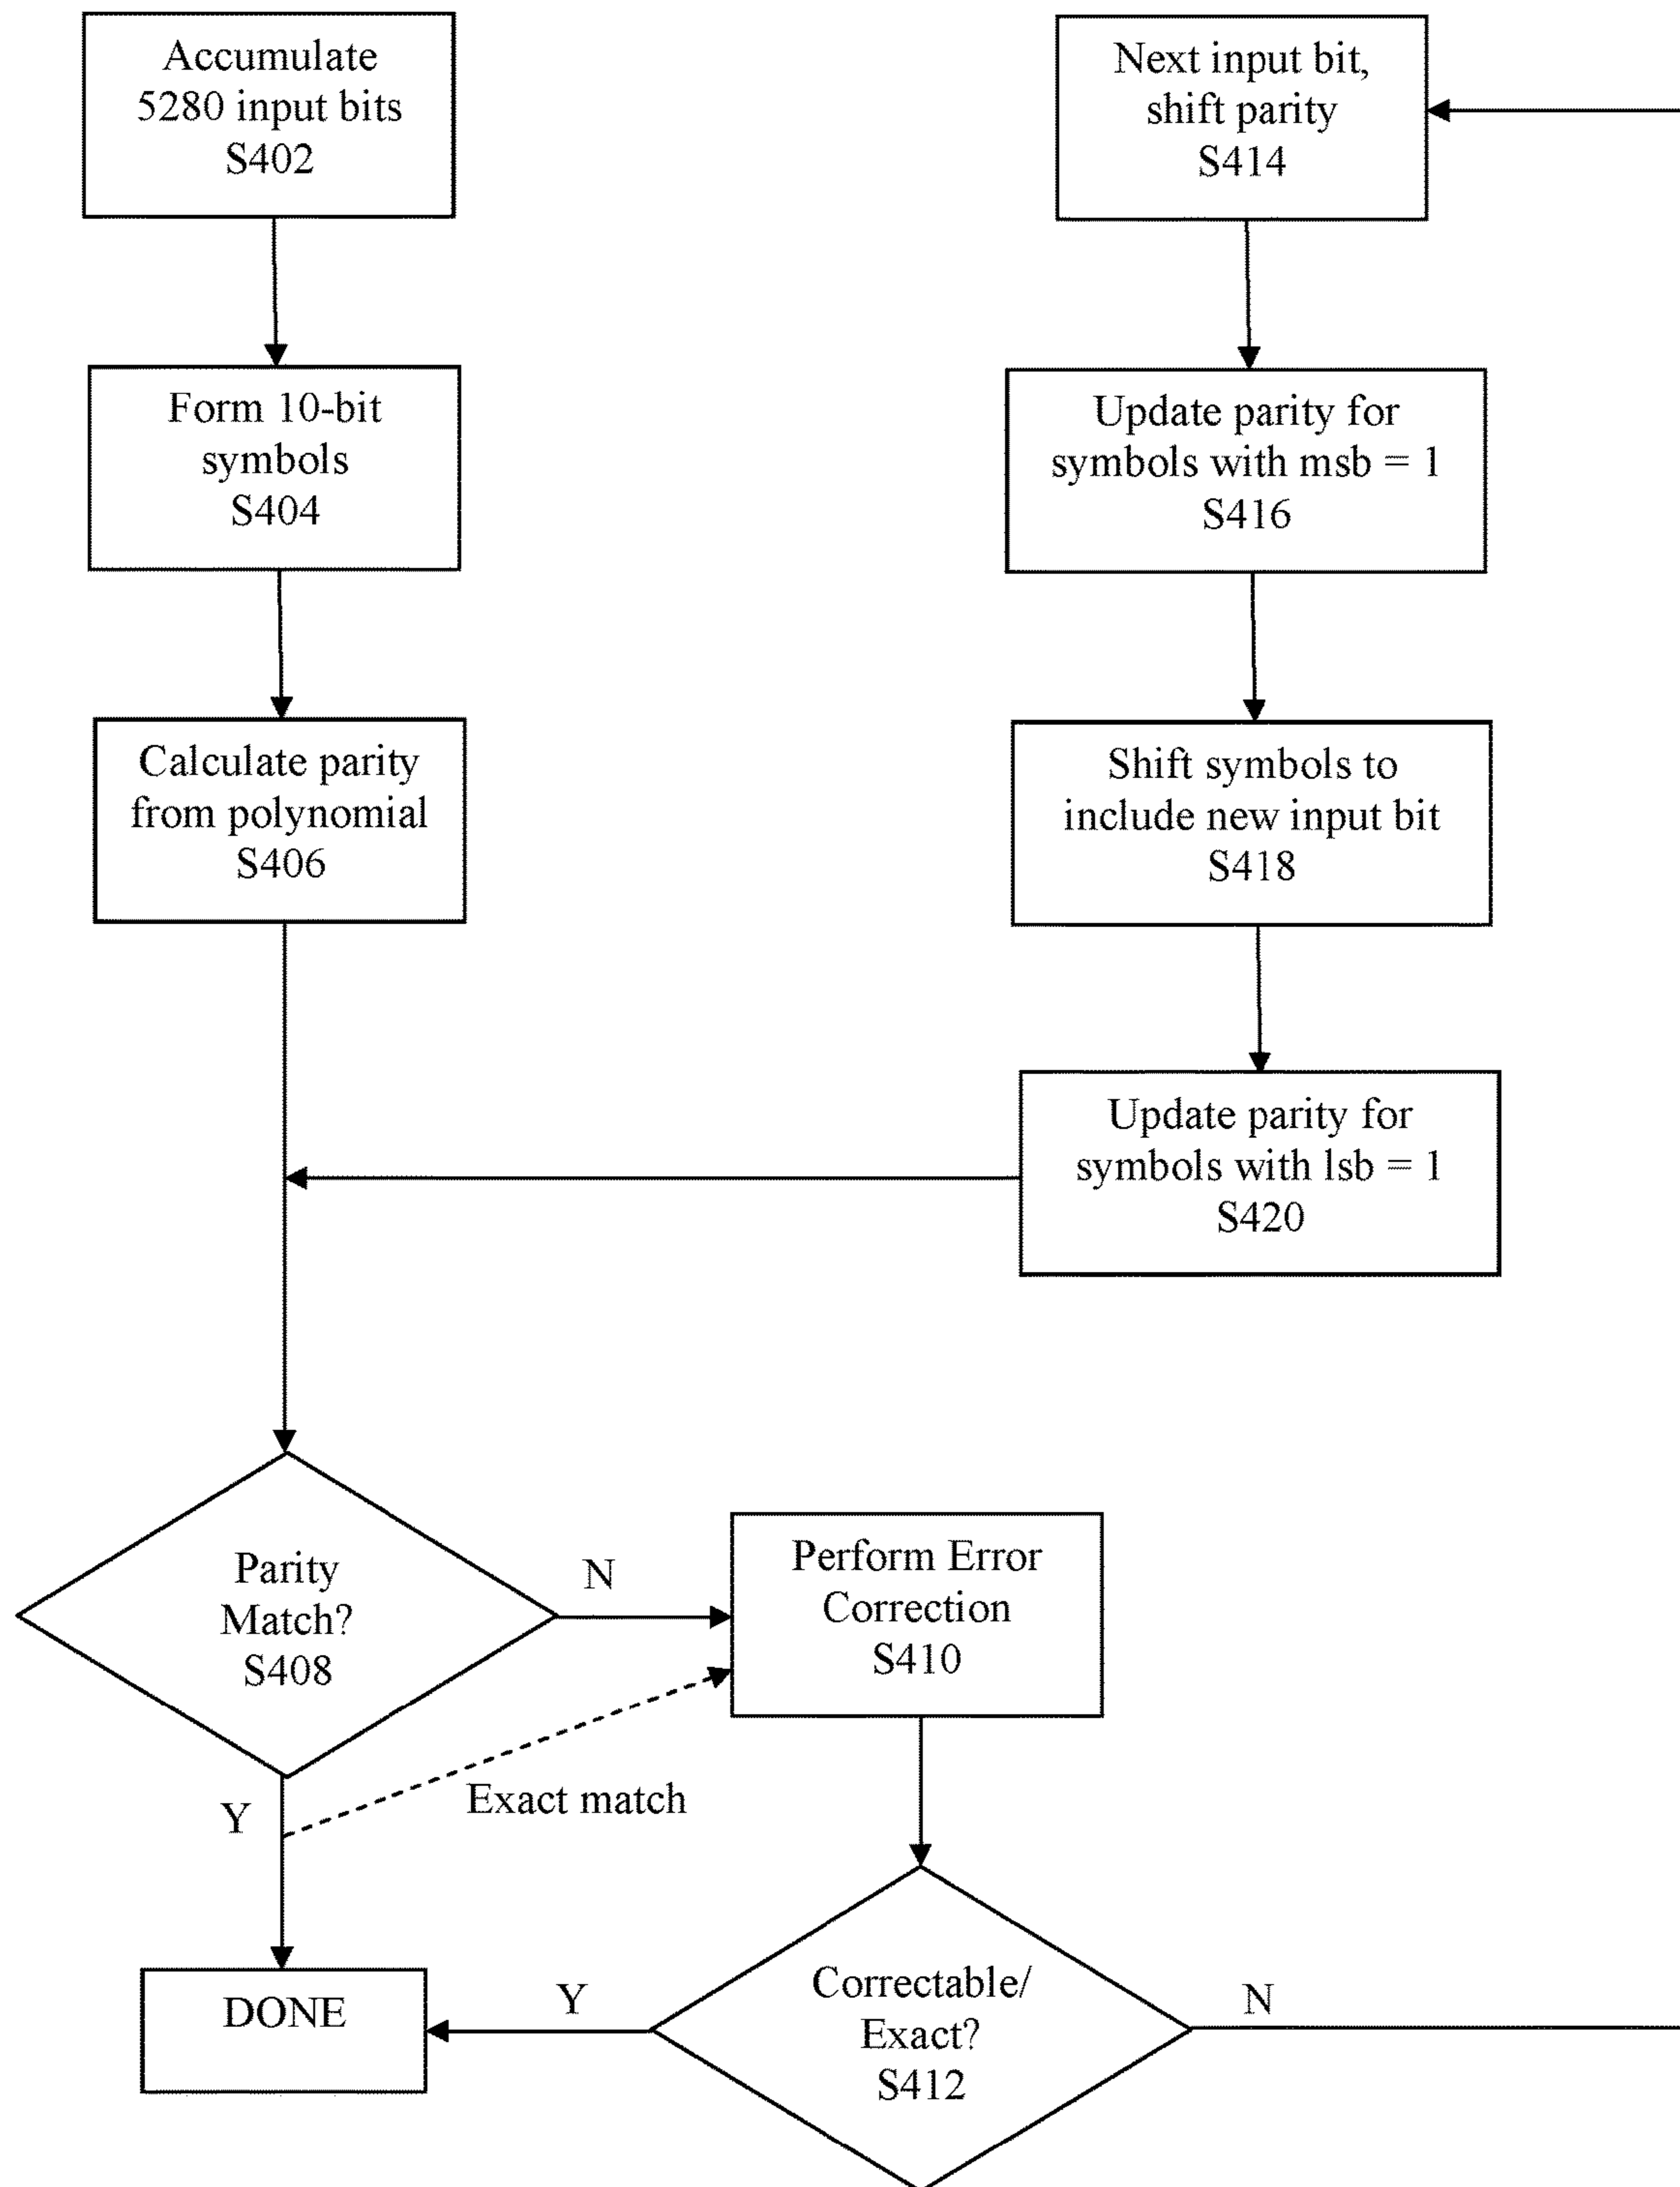 Accumulate
5280 input bits
S402
Form 10-bit
symbols
S404
Calculate parity
from polynomial
S406
Next input bit,
shift parity
S414
Update parity for
symbols with msb = 1
S416
Shift symbols to
include new input bit
S418
Update parity for
symbols with lsb = 1
S420
Parity
Match?
S408
N
Perform Error
Correction
S410
Y
Exact match
DONE
Y
Correctable/
Exact?
S412
N